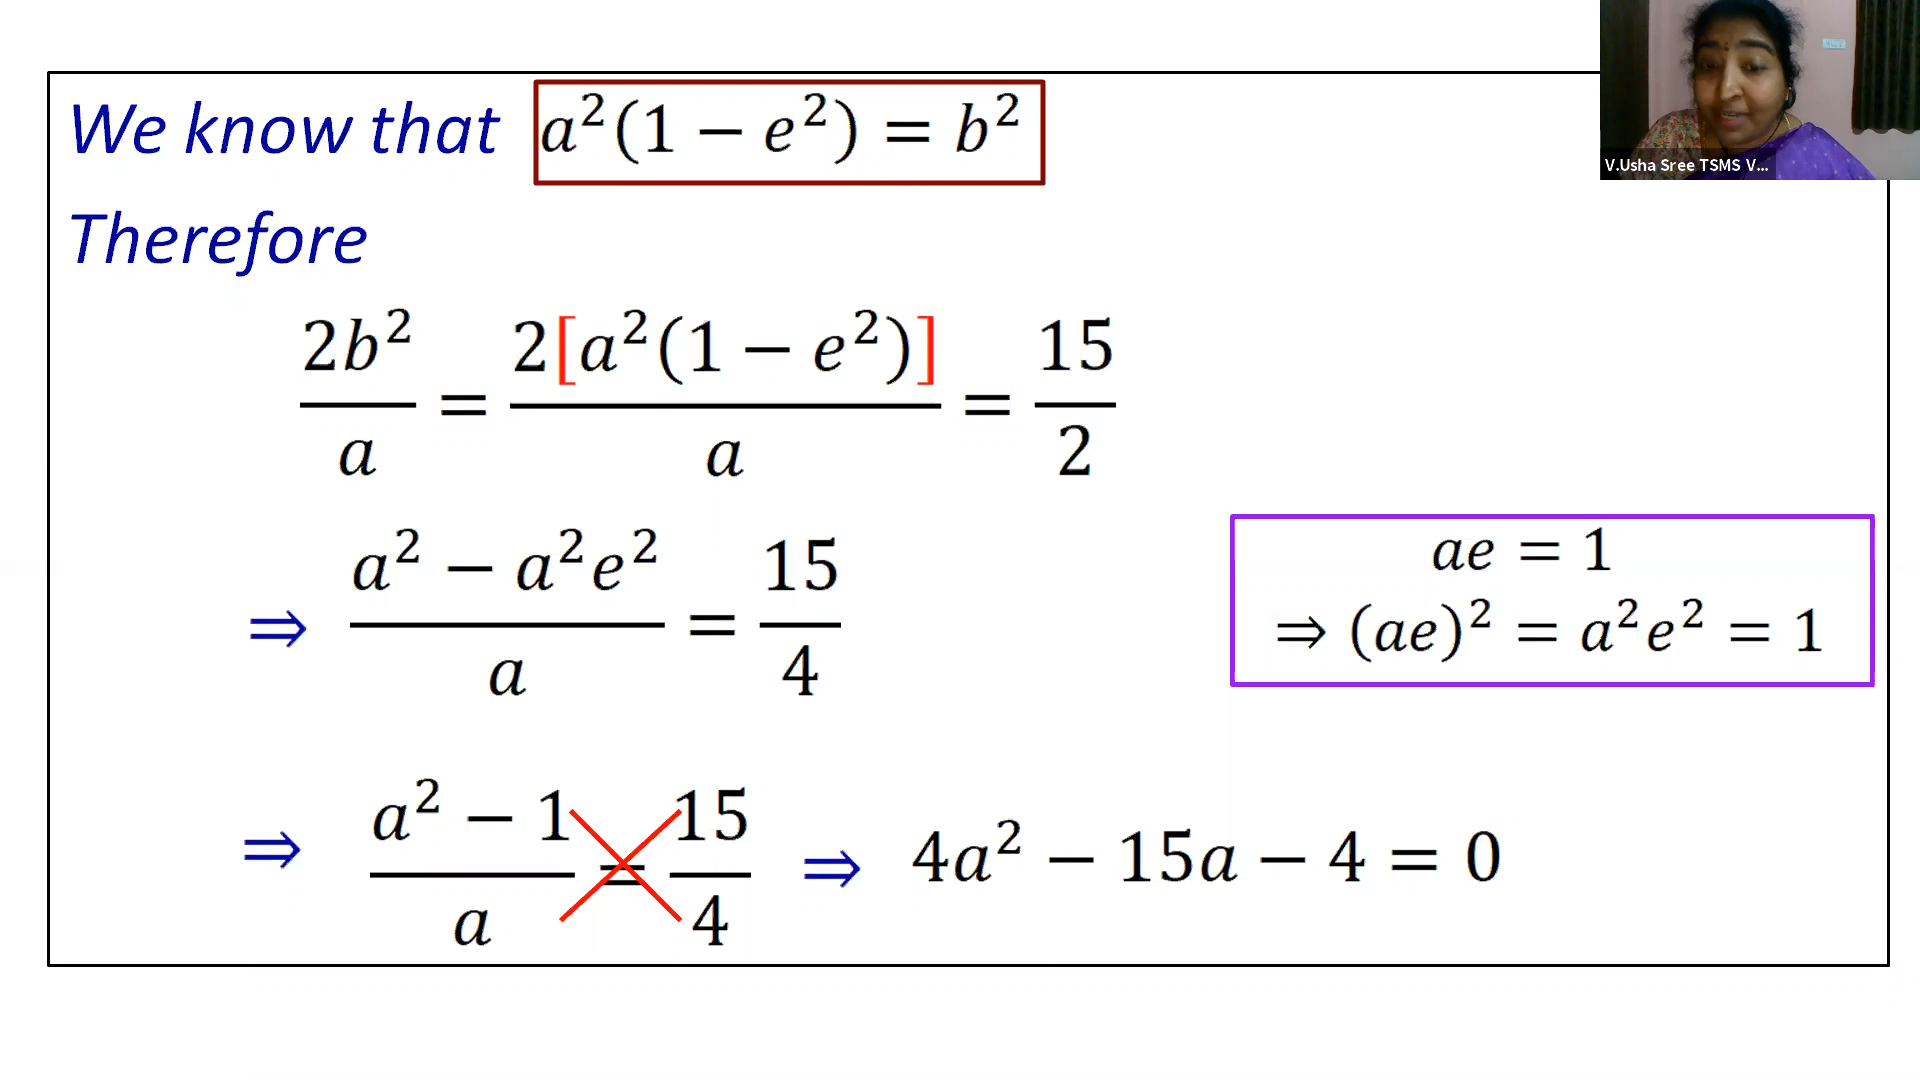 We know that a²(1 − e²) = b²
V.Usha Sree TSMS V...
Therefore
2b²/a = 2[a²(1 − e²)]/a = 15/2
⇒ (a² − a²e²)/a = 15/4
ae = 1
⇒ (ae)² = a²e² = 1
⇒ (a² − 1)/a = 15/4 ⇒ 4a² − 15a − 4 = 0